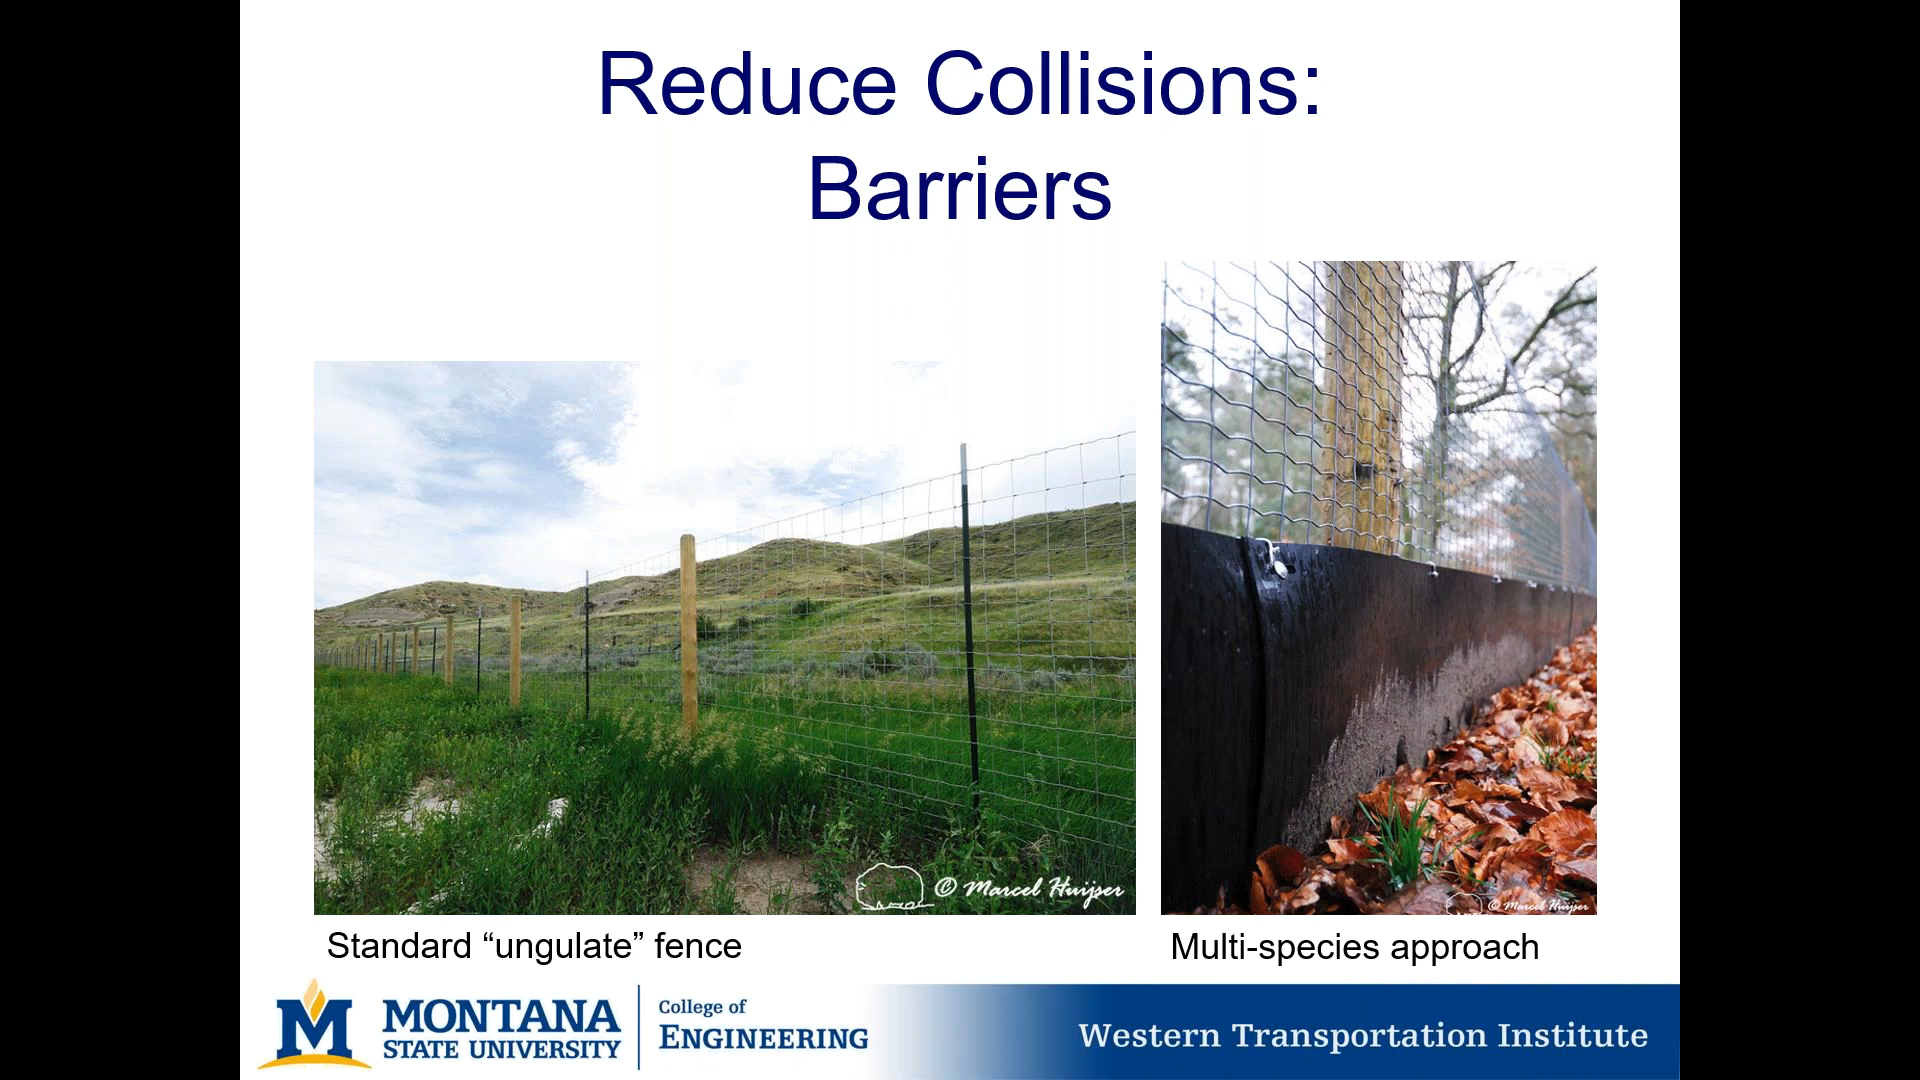 Reduce Collisions:
Barriers
© Marcel Huijser
© Marcel Huijser
Standard “ungulate” fence
Multi-species approach
M
MONTANA
STATE UNIVERSITY
College of
ENGINEERING
Western Transportation Institute